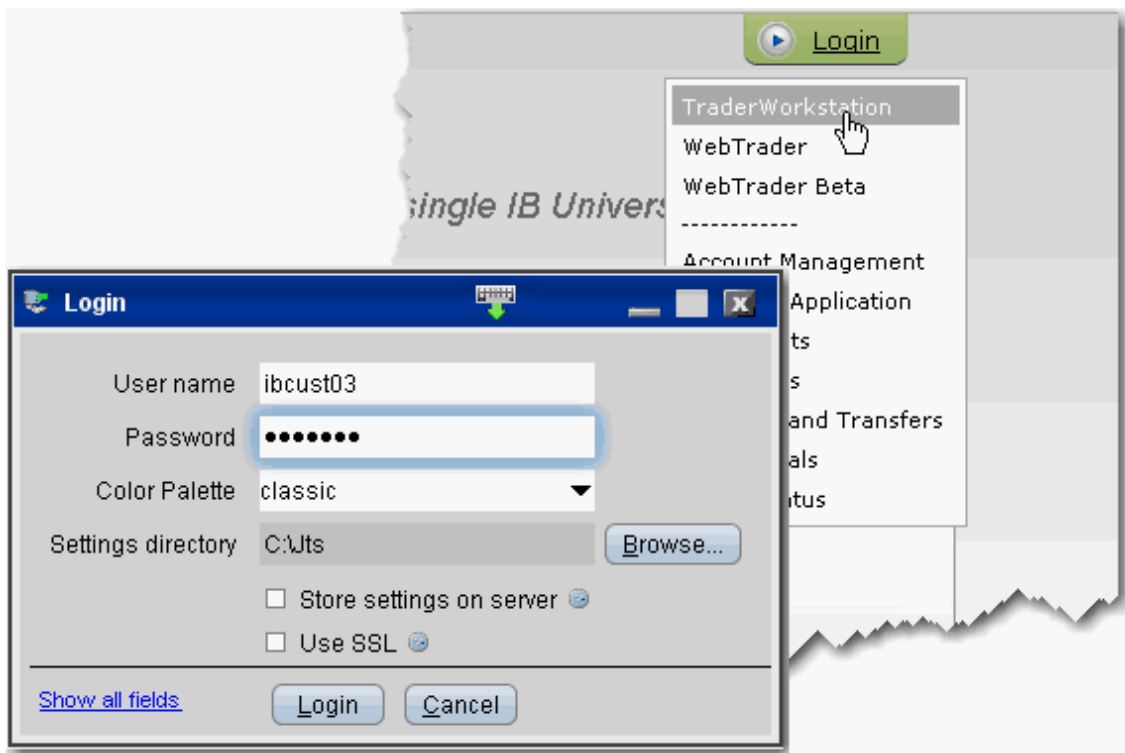 Login
TraderWorkstation
WebTrader
WebTrader Beta
------------
single IB Univers
Account Management
Application
ts
s
and Transfers
als
tus
Login
User name ibcust03
Password •••••••
Color Palette classic
Settings directory C:\Jts Browse...
Store settings on server
Use SSL
Show all fields Login Cancel